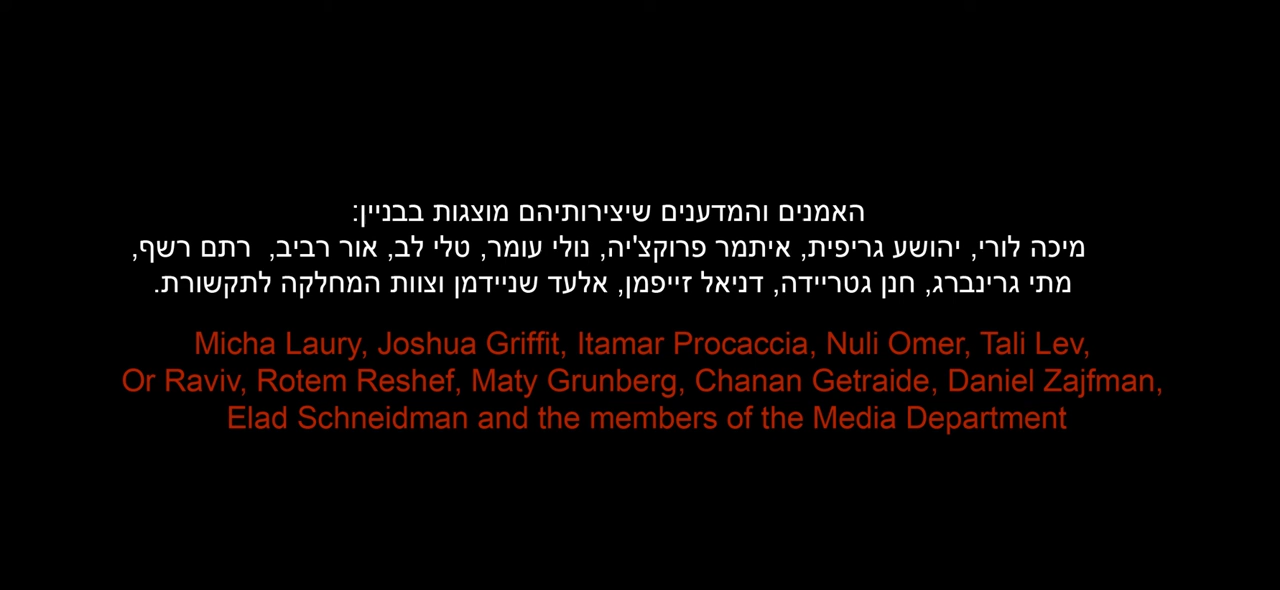 האמנים והמדענים שיצירותיהם מוצגות בבניין:
מיכה לורי, יהושע גריפית, איתמר פרוקצ'יה, נולי עומר, טלי לב, אור רביב,  רתם רשף,
מתי גרינברג, חנן גטריידה, דניאל זייפמן, אלעד שניידמן וצוות המחלקה לתקשורת.
Micha Laury, Joshua Griffit, Itamar Procaccia, Nuli Omer, Tali Lev,
Or Raviv, Rotem Reshef, Maty Grunberg, Chanan Getraide, Daniel Zajfman,
Elad Schneidman and the members of the Media Department